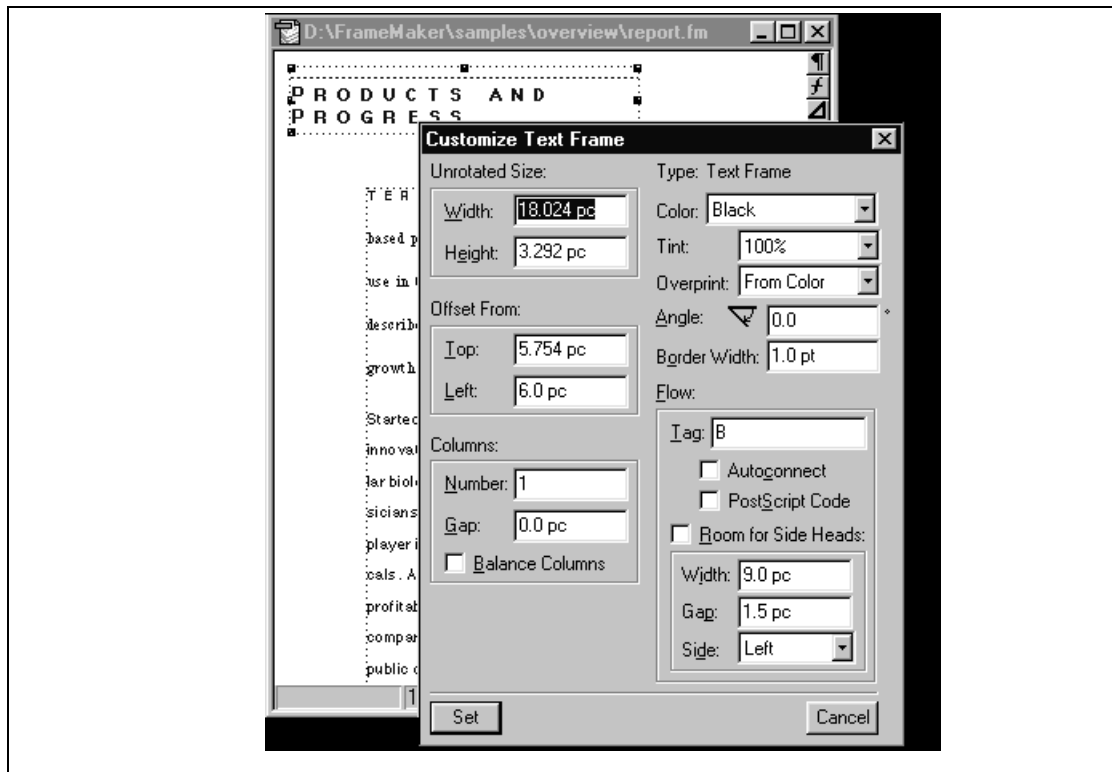 D:\FrameMaker\samples\overview\report.fm
PRODUCTS AND
PROGRESS
based p
use in
describ
growth
Started
innovat
lar biol
sicians
player i
cals. A
profitab
compan
public
1
Customize Text Frame
Unrotated Size:
Width: 18.024 pc
Height: 3.292 pc
Offset From:
Top: 5.754 pc
Left: 6.0 pc
Columns:
Number: 1
Gap: 0.0 pc
Balance Columns
Type: Text Frame
Color: Black
Tint: 100%
Overprint: From Color
Angle: 0.0 °
Border Width: 1.0 pt
Flow:
Tag: B
Autoconnect
PostScript Code
Room for Side Heads:
Width: 9.0 pc
Gap: 1.5 pc
Side: Left
Set
Cancel